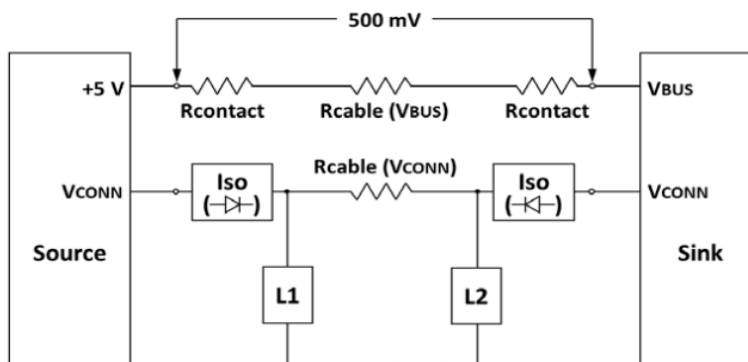 500 mV
+5 V
VBUS
Rcontact
Rcable (VBUS)
Rcontact
Rcable (VCONN)
VCONN
Iso
( )
Iso
( )
VCONN
Source
Sink
L1
L2